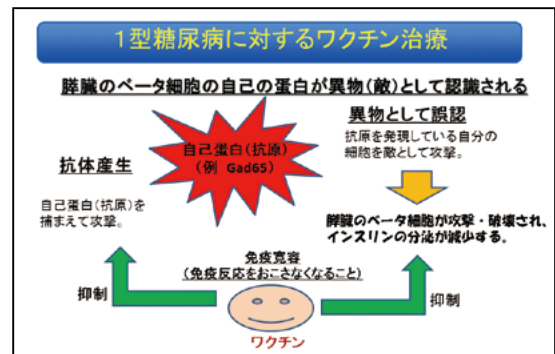 1型糖尿病に対するワクチン治療
膵臓のベータ細胞の自己の蛋白が異物(敵)として認識される
異物として誤認
抗原を発現している自分の
細胞を敵として攻撃。
自己蛋白(抗原)
(例 Gad65)
抗体産生
自己蛋白(抗原)を
捕まえて攻撃。
膵臓のベータ細胞が攻撃・破壊され、
インスリンの分泌が減少する。
免疫寛容
(免疫反応をおこさなくなること)
抑制
抑制
ワクチン